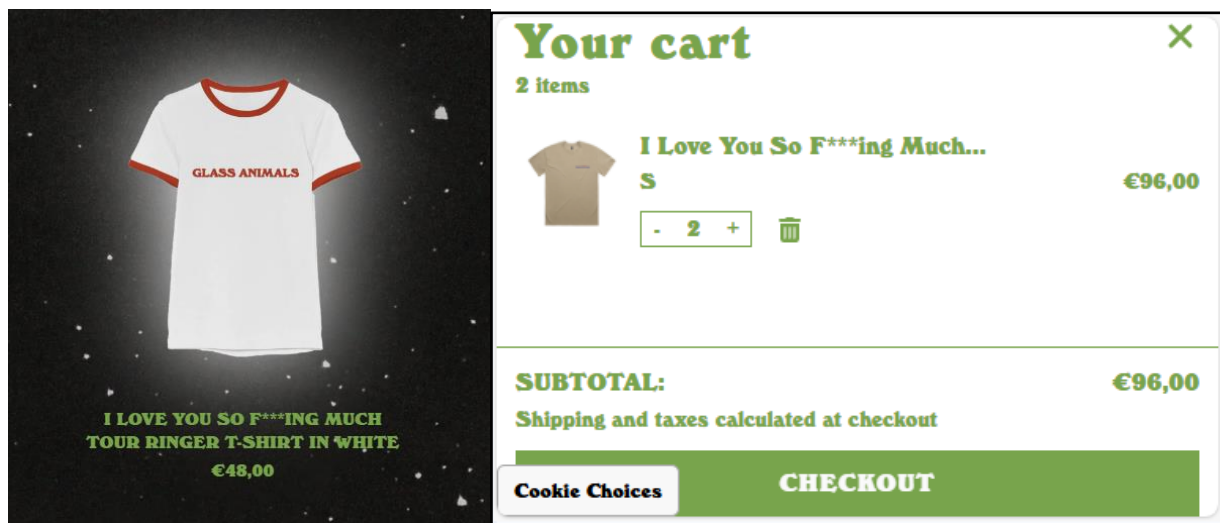 GLASS ANIMALS
I LOVE YOU SO F***ING MUCH
TOUR RINGER T-SHIRT IN WHITE
€48,00
Your cart
2 items
I Love You So F***ing Much...
S
€96,00
- 2 +
SUBTOTAL:
€96,00
Shipping and taxes calculated at checkout
CHECKOUT
Cookie Choices